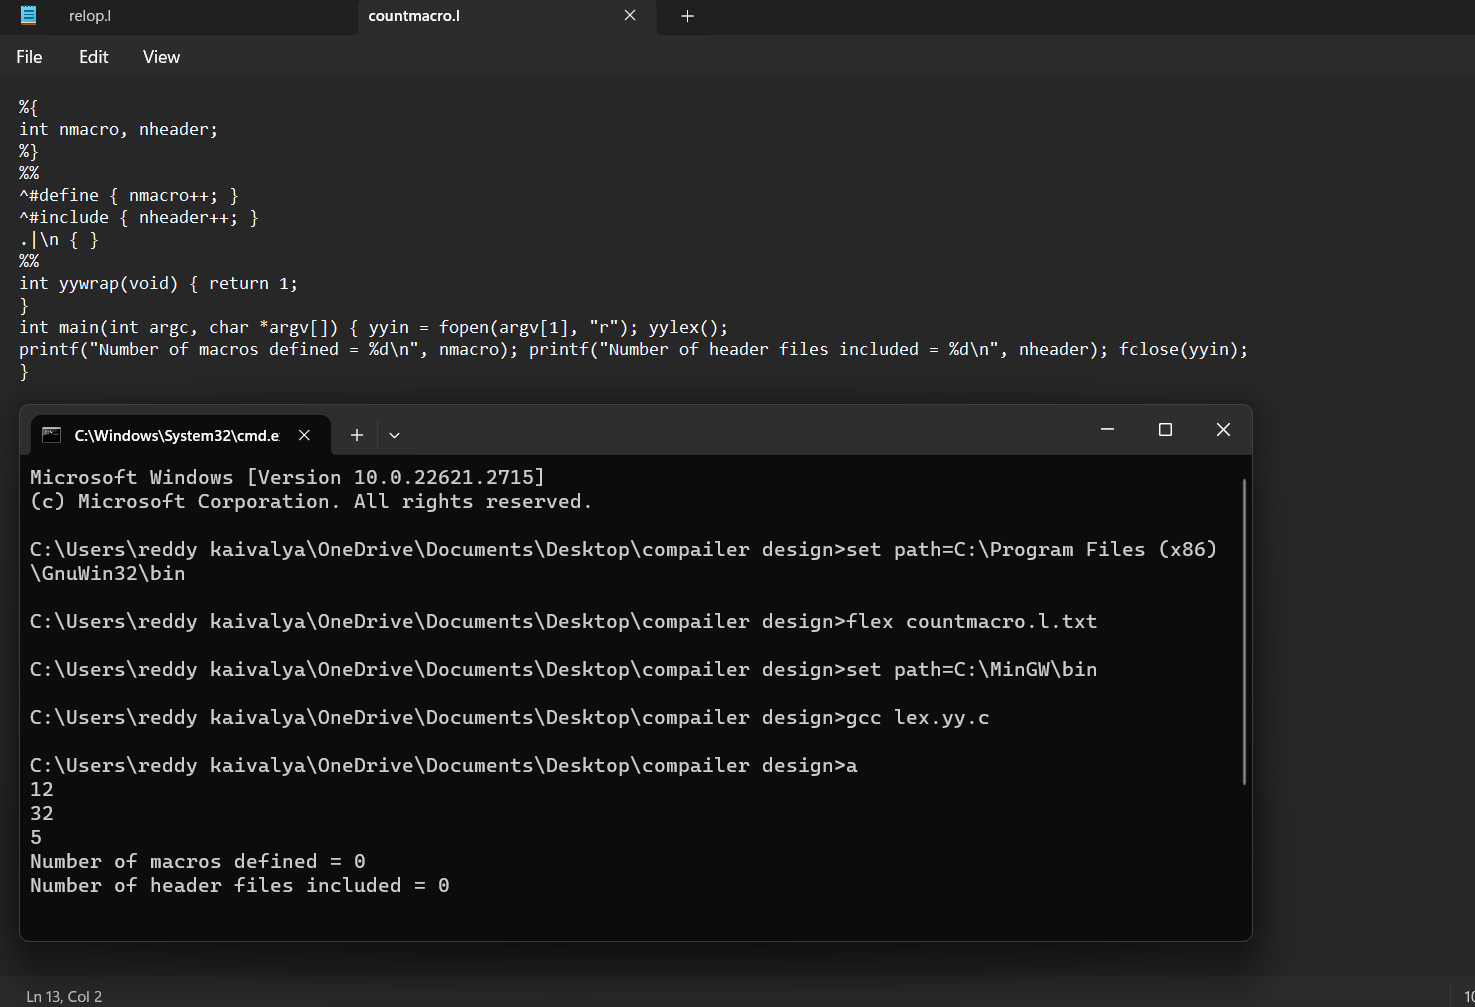 relop.l
countmacro.l
File Edit View
%{
int nmacro, nheader;
%}
%%
^#define { nmacro++; }
^#include { nheader++; }
.|\n { }
%%
int yywrap(void) { return 1;
}
int main(int argc, char *argv[]) { yyin = fopen(argv[1], "r"); yylex();
printf("Number of macros defined = %d\n", nmacro); printf("Number of header files included = %d\n", nheader); fclose(yyin);
}
C:\Windows\System32\cmd.e
Microsoft Windows [Version 10.0.22621.2715]
(c) Microsoft Corporation. All rights reserved.
C:\Users\reddy kaivalya\OneDrive\Documents\Desktop\compailer design>set path=C:\Program Files (x86)
\GnuWin32\bin
C:\Users\reddy kaivalya\OneDrive\Documents\Desktop\compailer design>flex countmacro.l.txt
C:\Users\reddy kaivalya\OneDrive\Documents\Desktop\compailer design>set path=C:\MinGW\bin
C:\Users\reddy kaivalya\OneDrive\Documents\Desktop\compailer design>gcc lex.yy.c
C:\Users\reddy kaivalya\OneDrive\Documents\Desktop\compailer design>a
12
32
5
Number of macros defined = 0
Number of header files included = 0
Ln 13, Col 2
10